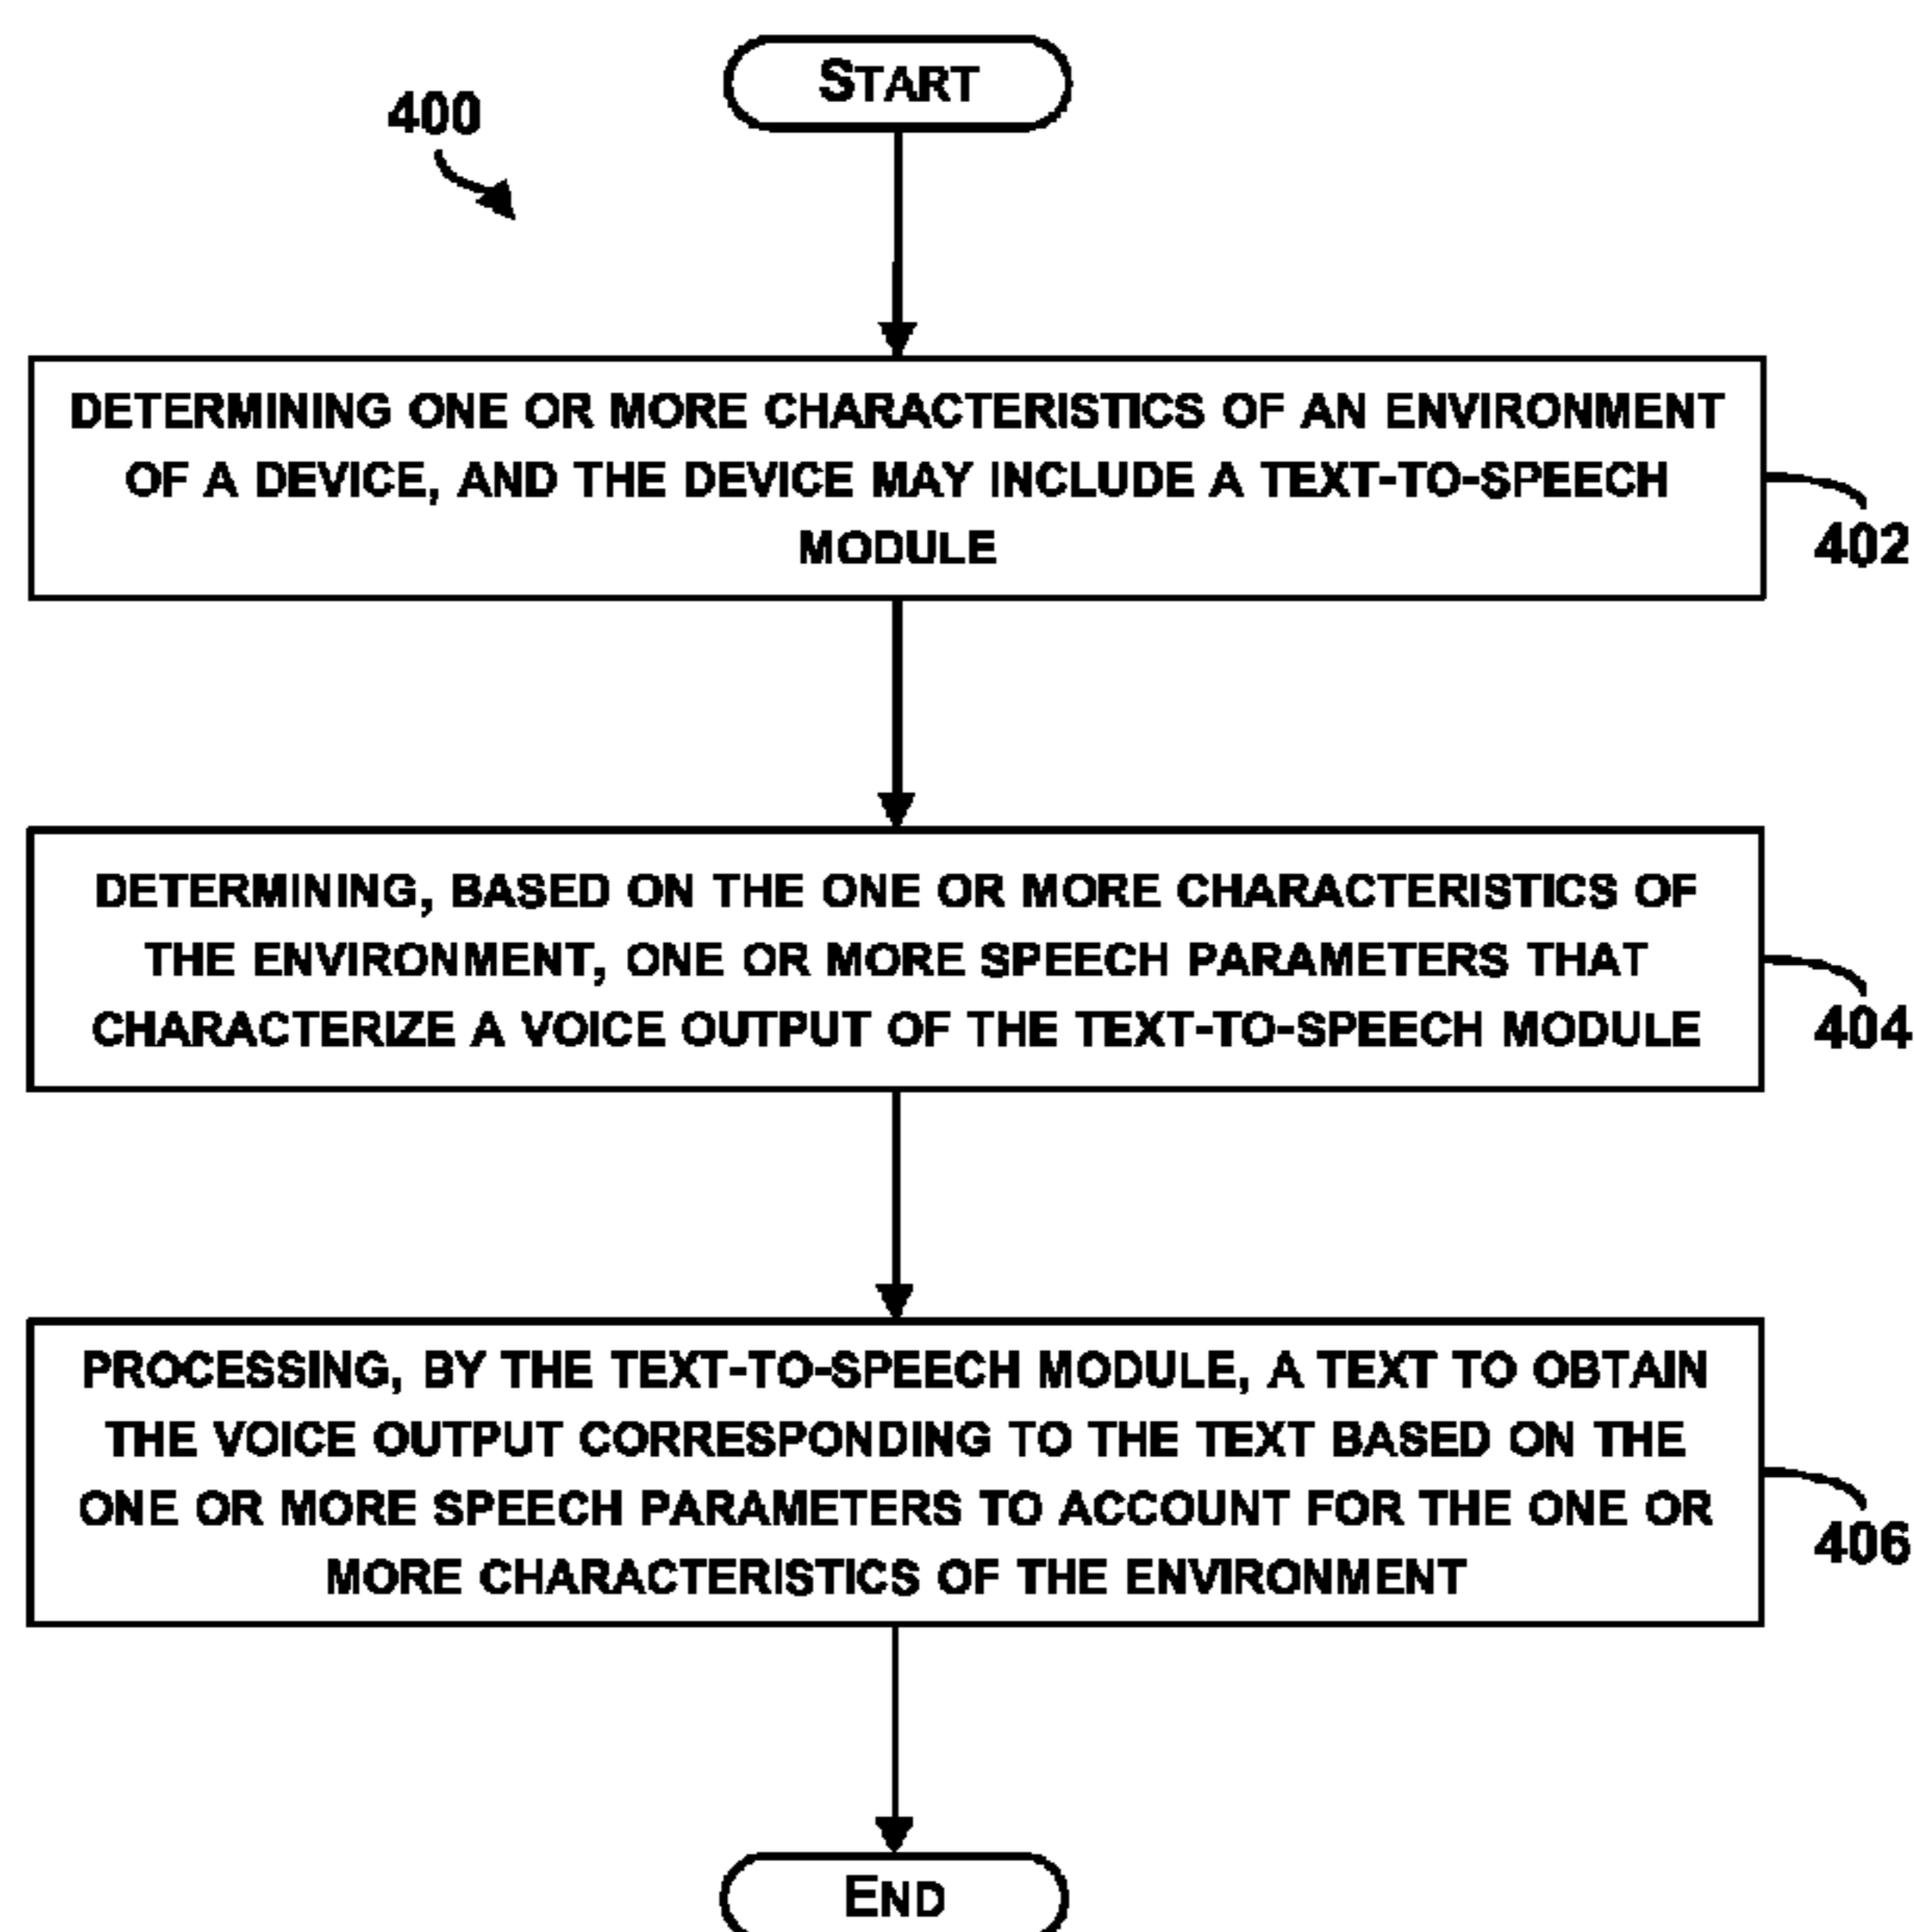 START
400
DETERMINING ONE OR MORE CHARACTERISTICS OF AN ENVIRONMENT
OF A DEVICE, AND THE DEVICE MAY INCLUDE A TEXT-TO-SPEECH
MODULE
402
DETERMINING, BASED ON THE ONE OR MORE CHARACTERISTICS OF
THE ENVIRONMENT, ONE OR MORE SPEECH PARAMETERS THAT
CHARACTERIZE A VOICE OUTPUT OF THE TEXT-TO-SPEECH MODULE
404
PROCESSING, BY THE TEXT-TO-SPEECH MODULE, A TEXT TO OBTAIN
THE VOICE OUTPUT CORRESPONDING TO THE TEXT BASED ON THE
ONE OR MORE SPEECH PARAMETERS TO ACCOUNT FOR THE ONE OR
MORE CHARACTERISTICS OF THE ENVIRONMENT
406
END